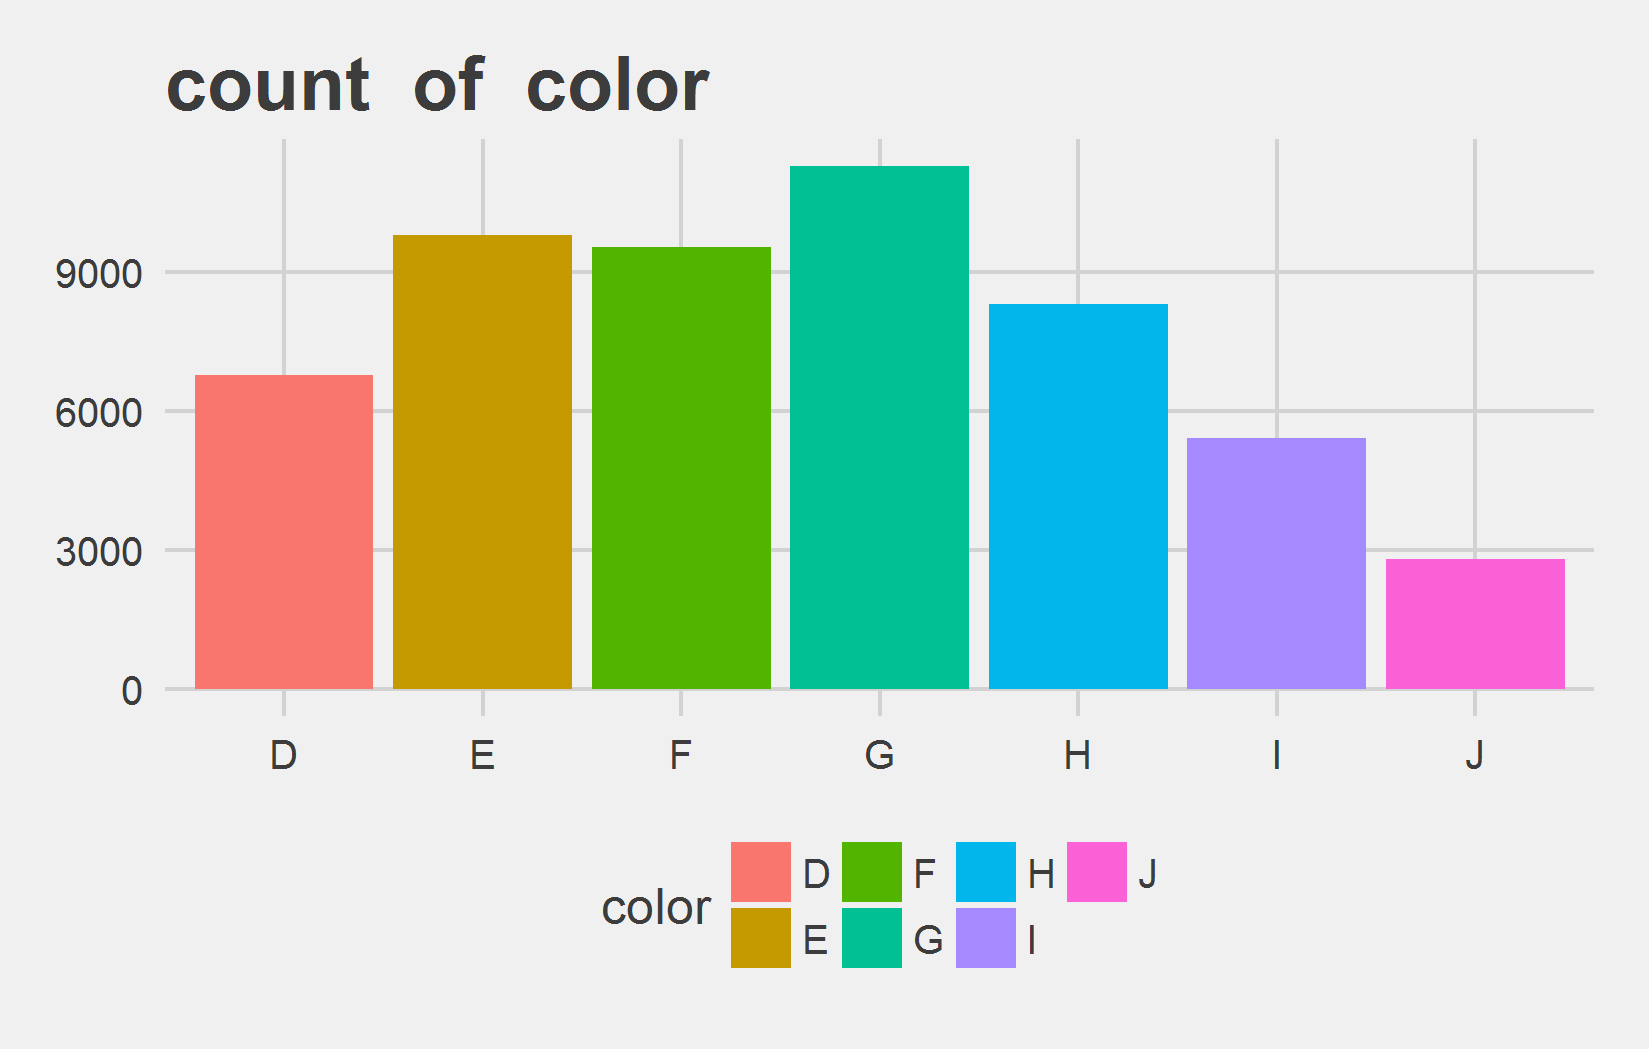 count of color
9000
6000
3000
0
D E F G H I J
color
D F H J
E G I